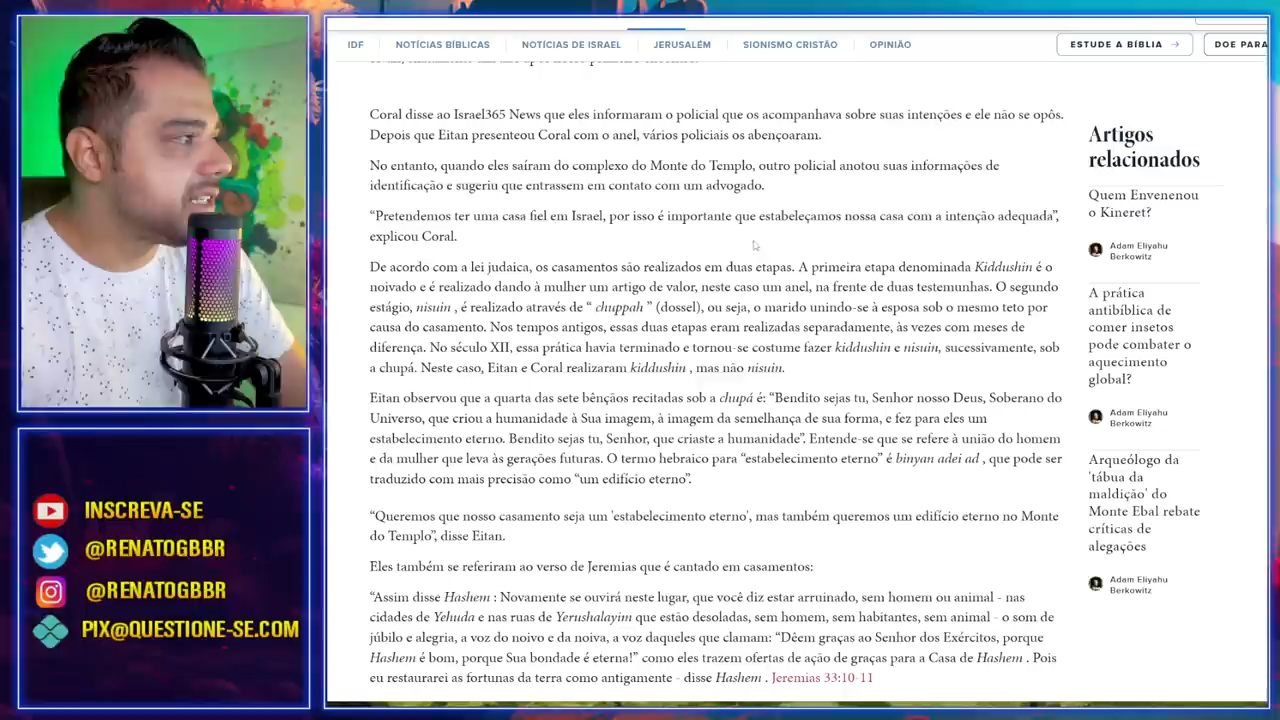 IDF
NOTÍCIAS BÍBLICAS
NOTÍCIAS DE ISRAEL
JERUSALÉM
SIONISMO CRISTÃO
OPINIÃO
ESTUDE A BÍBLIA →
DOE PARA
Coral disse ao Israel365 News que eles informaram o policial que os acompanhava sobre suas intenções e ele não se opôs.
Depois que Eitan presenteou Coral com o anel, vários policiais os abençoaram.
No entanto, quando eles saíram do complexo do Monte do Templo, outro policial anotou suas informações de
identificação e sugeriu que entrassem em contato com um advogado.
“Pretendemos ter uma casa fiel em Israel, por isso é importante que estabeleçamos nossa casa com a intenção adequada”,
explicou Coral.
De acordo com a lei judaica, os casamentos são realizados em duas etapas. A primeira etapa denominada Kiddushin é o
noivado e é realizado dando à mulher um artigo de valor, neste caso um anel, na frente de duas testemunhas. O segundo
estágio, nisuin , é realizado através de “ chuppah ” (dossel), ou seja, o marido unindo-se à esposa sob o mesmo teto por
causa do casamento. Nos tempos antigos, essas duas etapas eram realizadas separadamente, às vezes com meses de
diferença. No século XII, essa prática havia terminado e tornou-se costume fazer kiddushin e nisuin, sucessivamente, sob
a chupá. Neste caso, Eitan e Coral realizaram kiddushin , mas não nisuin.
Eitan observou que a quarta das sete bênçãos recitadas sob a chupá é: “Bendito sejas tu, Senhor nosso Deus, Soberano do
Universo, que criou a humanidade à Sua imagem, à imagem da semelhança de sua forma, e fez para eles um
estabelecimento eterno. Bendito sejas tu, Senhor, que criaste a humanidade”. Entende-se que se refere à união do homem
e da mulher que leva às gerações futuras. O termo hebraico para “estabelecimento eterno” é binyan adei ad , que pode ser
traduzido com mais precisão como “um edifício eterno”.
“Queremos que nosso casamento seja um 'estabelecimento eterno', mas também queremos um edifício eterno no Monte
do Templo”, disse Eitan.
Eles também se referiram ao verso de Jeremias que é cantado em casamentos:
“Assim disse Hashem : Novamente se ouvirá neste lugar, que você diz estar arruinado, sem homem ou animal - nas
cidades de Yehuda e nas ruas de Yerushalayim que estão desoladas, sem homem, sem habitantes, sem animal - o som de
júbilo e alegria, a voz do noivo e da noiva, a voz daqueles que clamam: “Dêem graças ao Senhor dos Exércitos, porque
Hashem é bom, porque Sua bondade é eterna!” como eles trazem ofertas de ação de graças para a Casa de Hashem . Pois
eu restaurarei as fortunas da terra como antigamente - disse Hashem . Jeremias 33:10-11
Artigos
relacionados
Quem Envenenou
o Kineret?
Adam Eliyahu
Berkowitz
A prática
antibíblica de
comer insetos
pode combater o
aquecimento
global?
Adam Eliyahu
Berkowitz
Arqueólogo da
'tábua da
maldição' do
Monte Ebal rebate
críticas de
alegações
Adam Eliyahu
Berkowitz
INSCREVA-SE
@RENATOGBBR
@RENATOGBBR
PIX@QUESTIONE-SE.COM